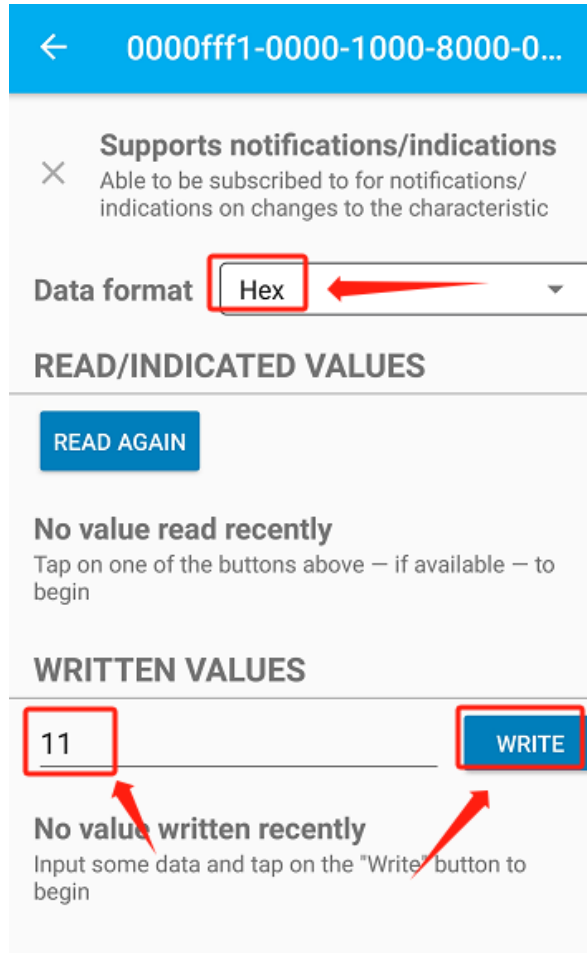 0000fff1-0000-1000-8000-0...
Supports notifications/indications
Able to be subscribed to for notifications/
indications on changes to the characteristic
Data format Hex
READ/INDICATED VALUES
READ AGAIN
No value read recently
Tap on one of the buttons above — if available — to
begin
WRITTEN VALUES
11 WRITE
No value written recently
Input some data and tap on the "Write" button to
begin